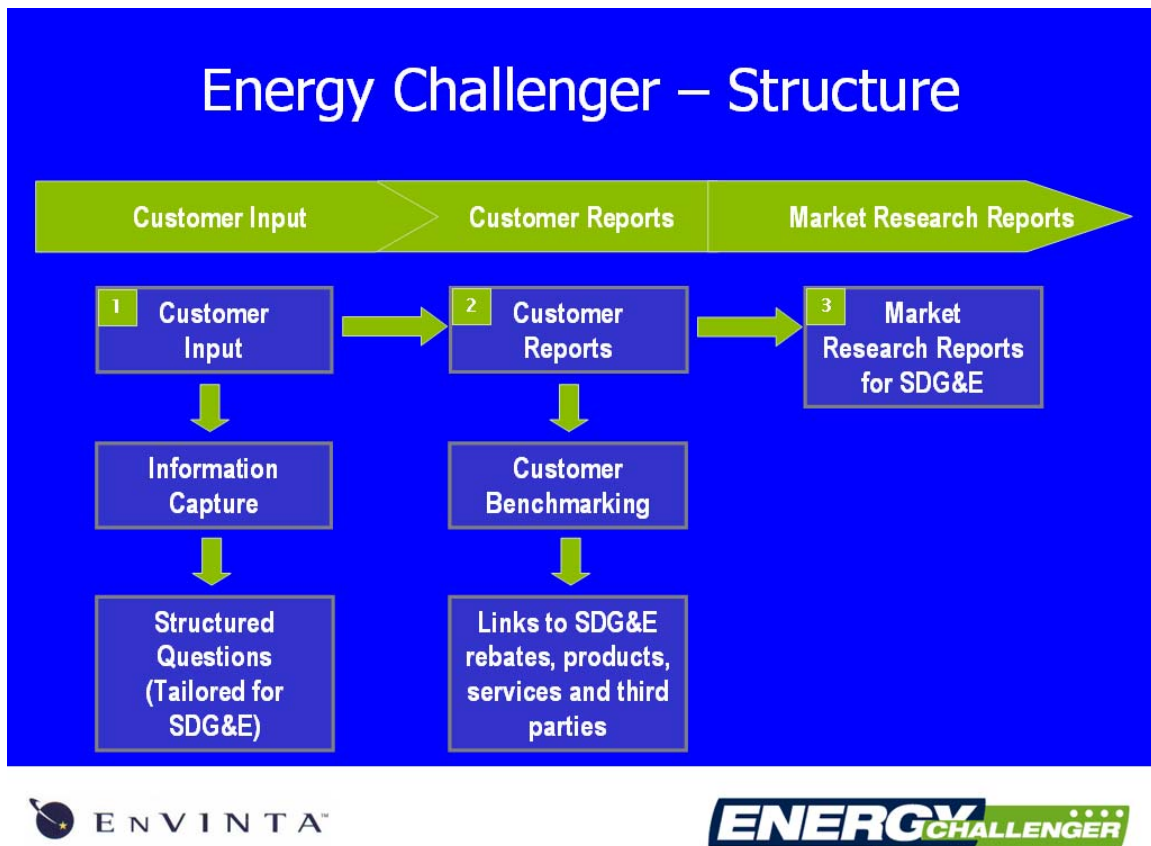 Energy Challenger – Structure
Customer Input
Customer Reports
Market Research Reports
1
Customer
Input
2
Customer
Reports
3
Market
Research Reports
for SDG&E
Information
Capture
Customer
Benchmarking
Structured
Questions
(Tailored for
SDG&E)
Links to SDG&E
rebates, products,
services and third
parties
ENVINTA™
ENERGY CHALLENGER